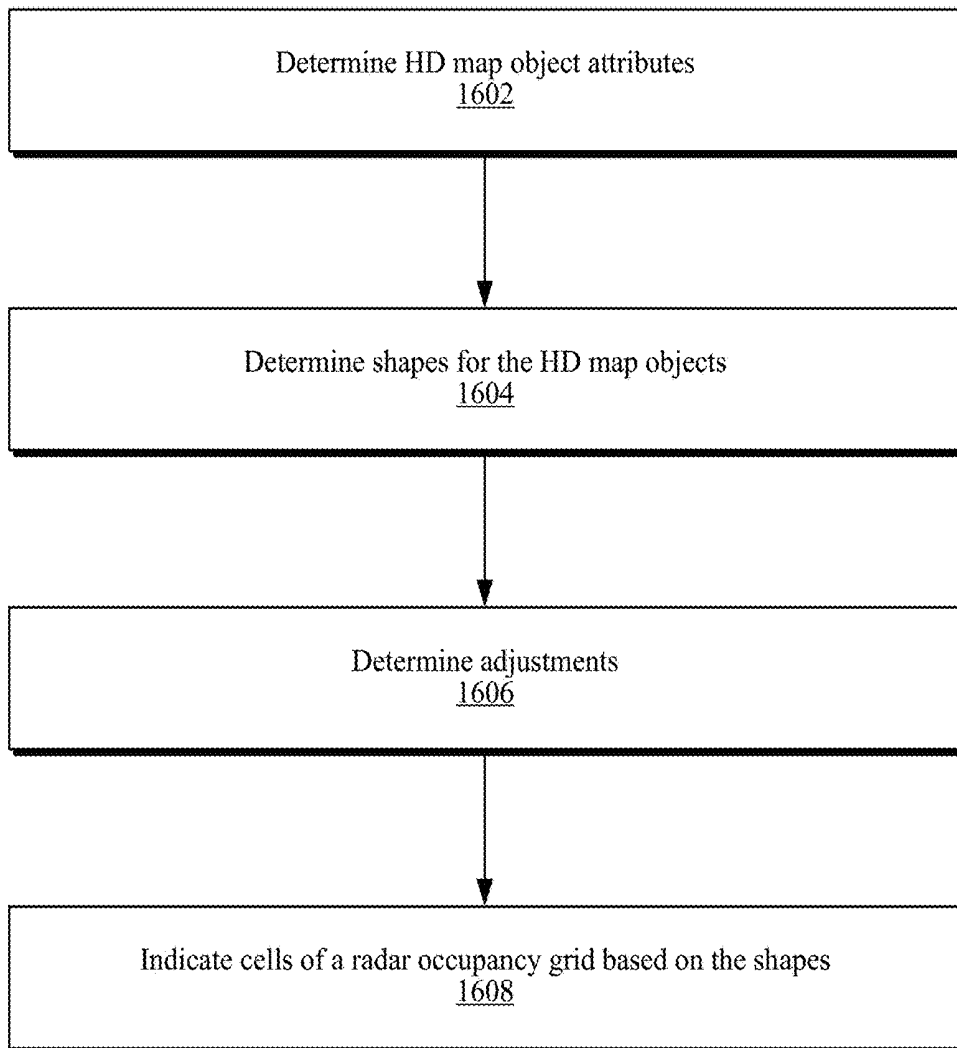 Determine HD map object attributes
1602
Determine shapes for the HD map objects
1604
Determine adjustments
1606
Indicate cells of a radar occupancy grid based on the shapes
1608